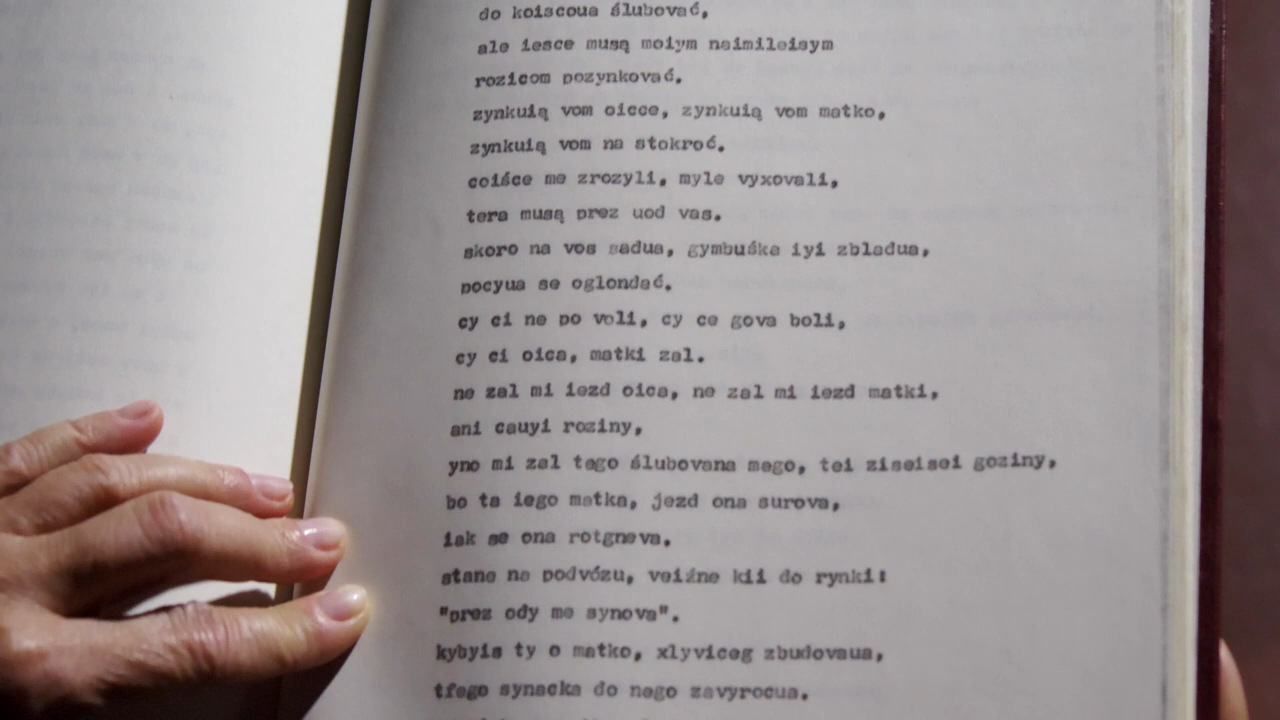 do koiscoua ślubovać,
ale iesce musą moiym neimileisym
rozicom pozynkovać.
zynkuią vom oicce, zynkuią vom matko,
zynkuią vom na stokroć.
coiśce me zrozyli, myle vyxovali,
tera musą prez uod vas.
skoro na vos sadua, gymbuśka iyi zbladua,
pocyua se oglondać.
cy ci ne po voli, cy ce gova boli,
cy ci oica, matki zal.
ne zal mi iezd oica, ne zal mi iezd matki,
ani cauyi roziny,
yno mi zal tego ślubovana mego, tei ziseisei goziny,
bo ta iego matka, jezd ona surova,
iak se ona rotgneva,
stane na podvózu, veiźne kii do rynki:
"prez ody me synova".
kybyis ty o matko, xlyviceg zbudovaua,
tfego synecka do nego zavyrocua.